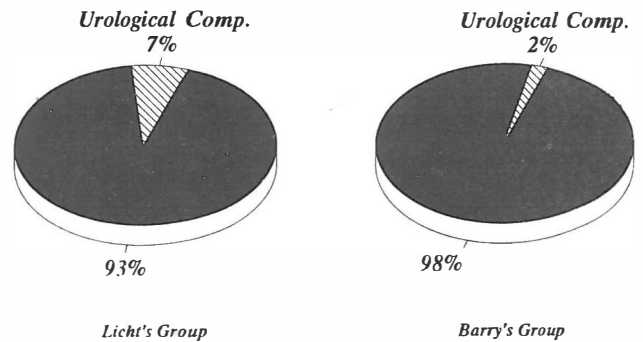 Urological Comp.
7%
93%
Licht's Group
Urological Comp.
2%
98%
Barry's Group